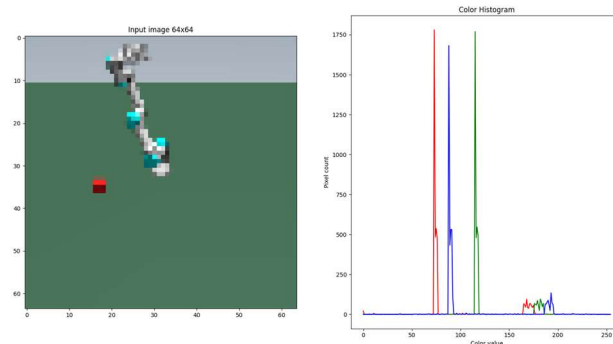 Input image 64x64
0
10
20
30
40
50
60
0 10 20 30 40 50 60
Color Histogram
Pixel count
1750
1500
1250
1000
750
500
250
0
0 50 100 150 200 250
Color value